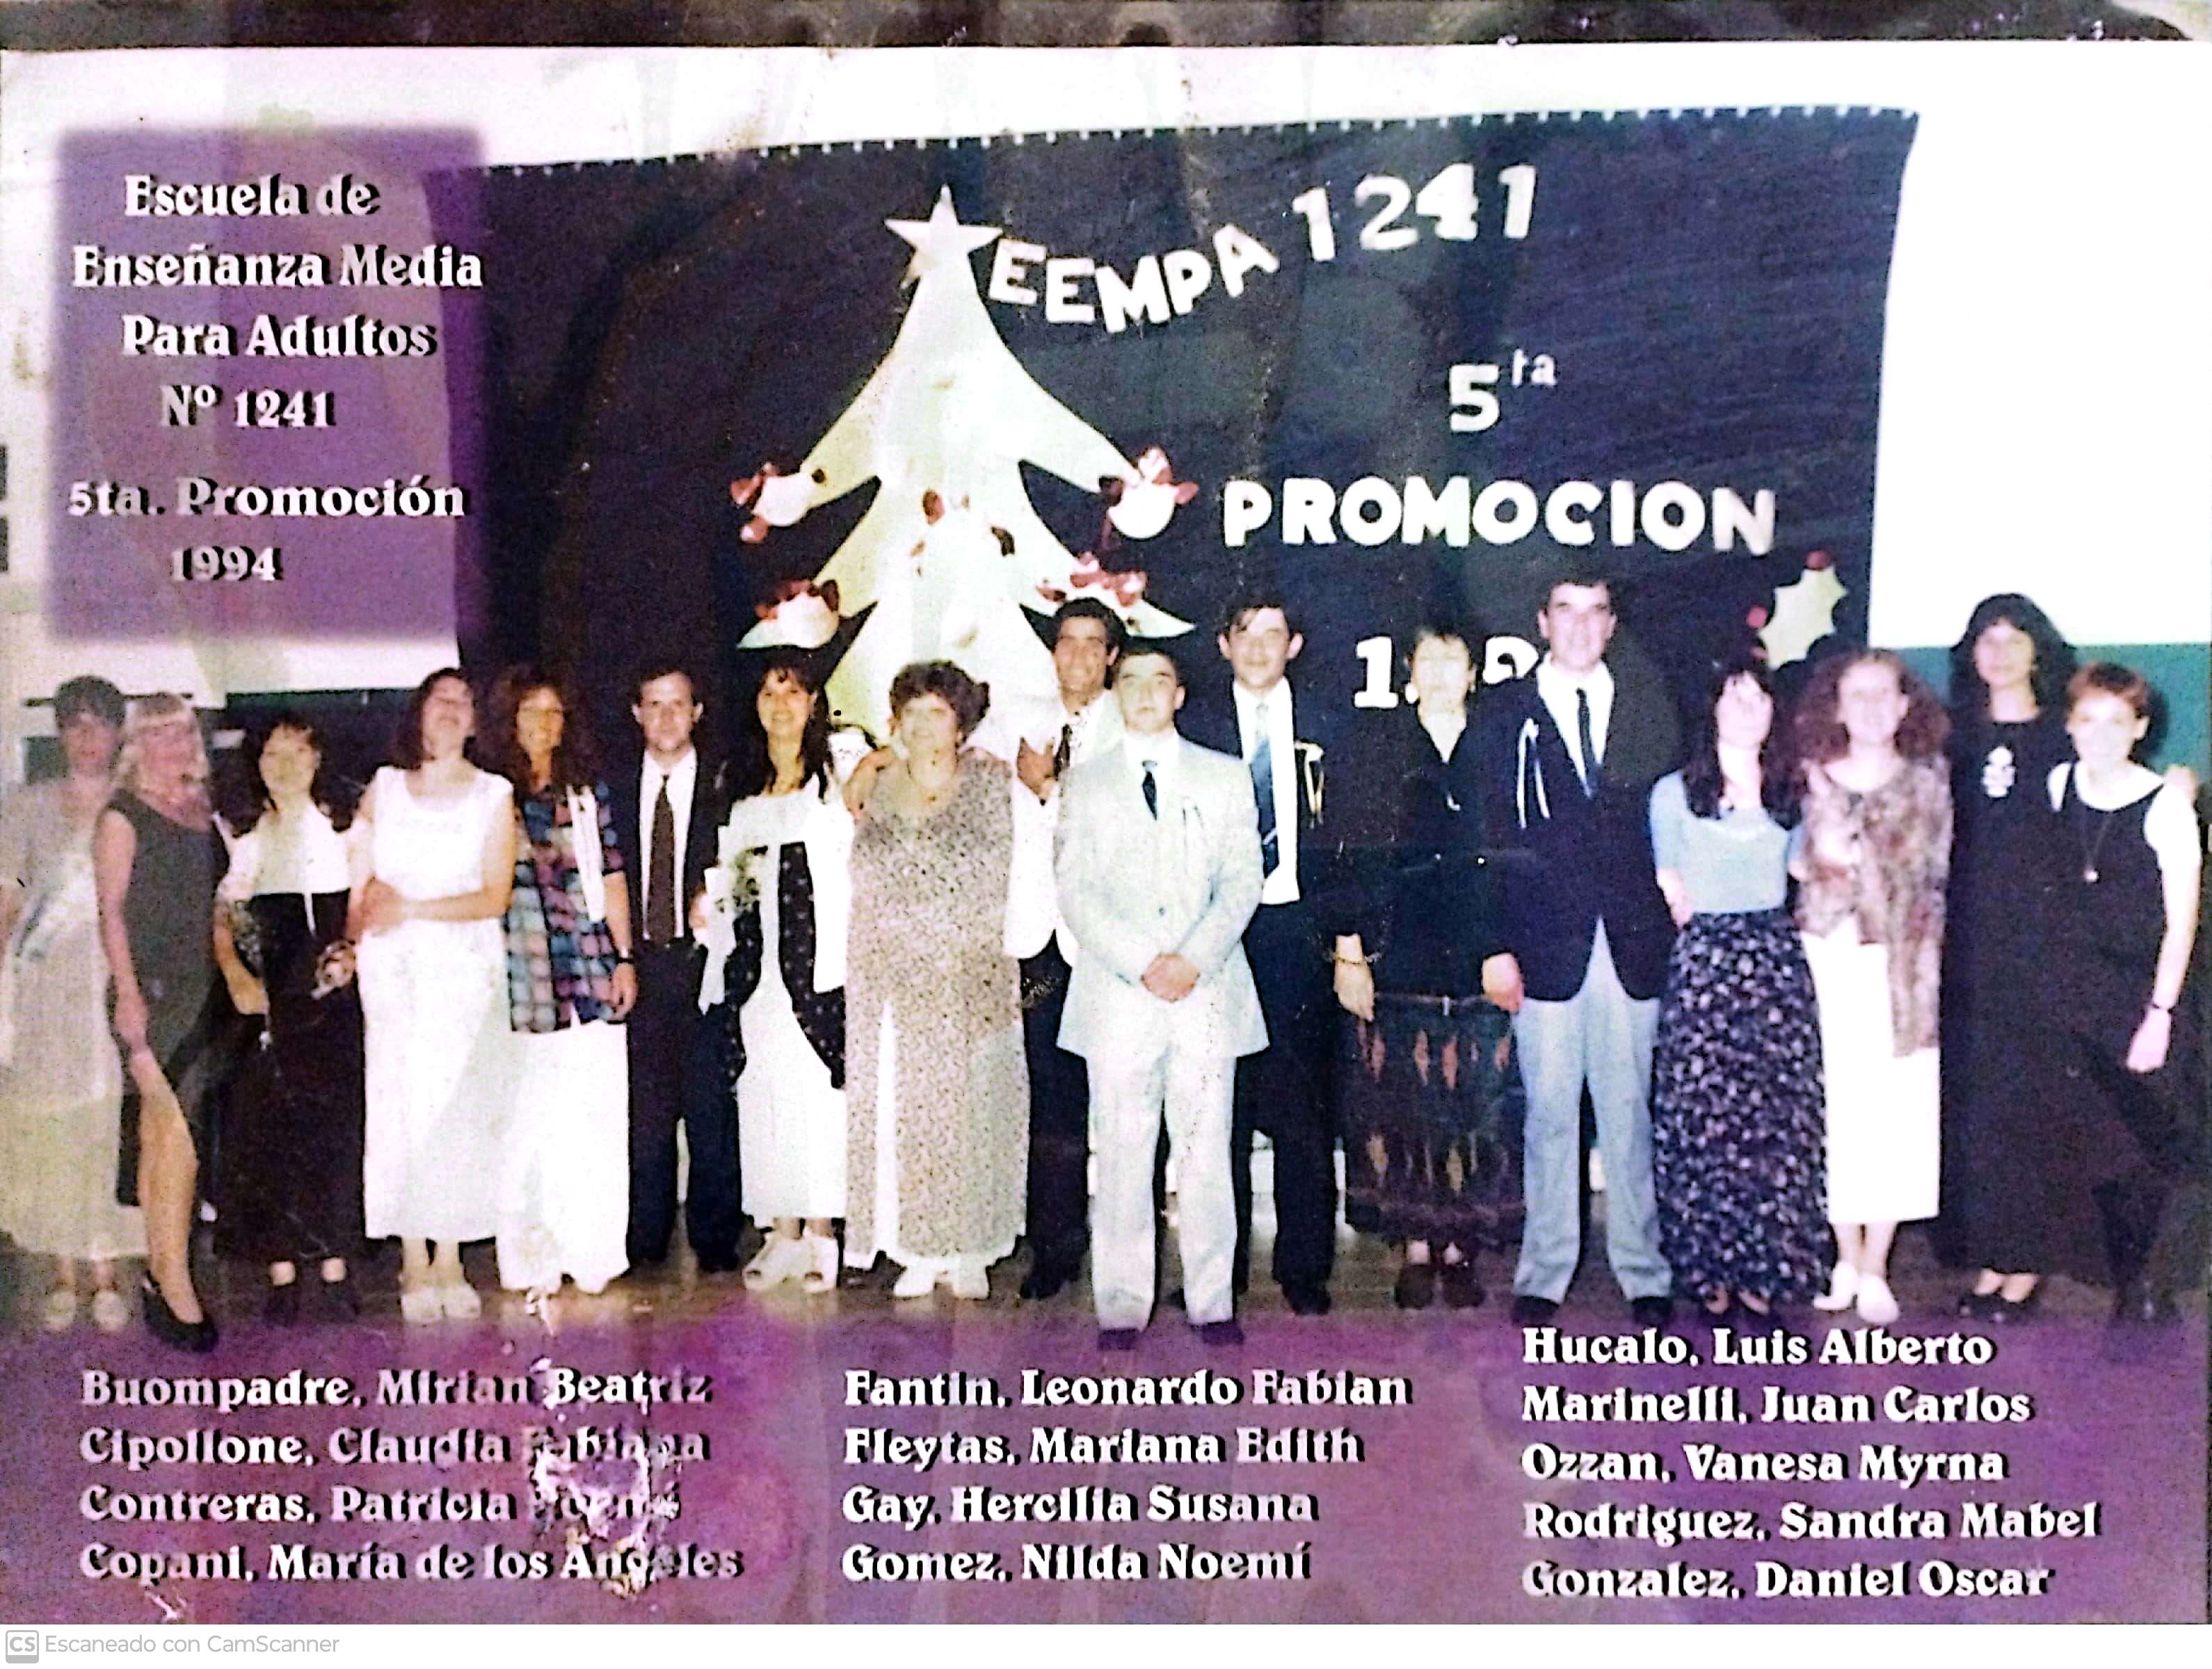 Escuela de
Enseñanza Media
Para Adultos
Nº 1241
5ta. Promoción
1994
EEMPA 1241
5ta
PROMOCION
Buompadre, Mirian Beatriz
Cipollone, Claudia Fabiana
Contreras, Patricia
Copani, María de los Angeles
Fantin, Leonardo Fabian
Fleytas, Mariana Edith
Gay, Hercilia Susana
Gomez, Nilda Noemí
Hucalo, Luis Alberto
Marinelli, Juan Carlos
Ozzan, Vanesa Myrna
Rodriguez, Sandra Mabel
Gonzalez, Daniel Oscar
CS Escaneado con CamScanner